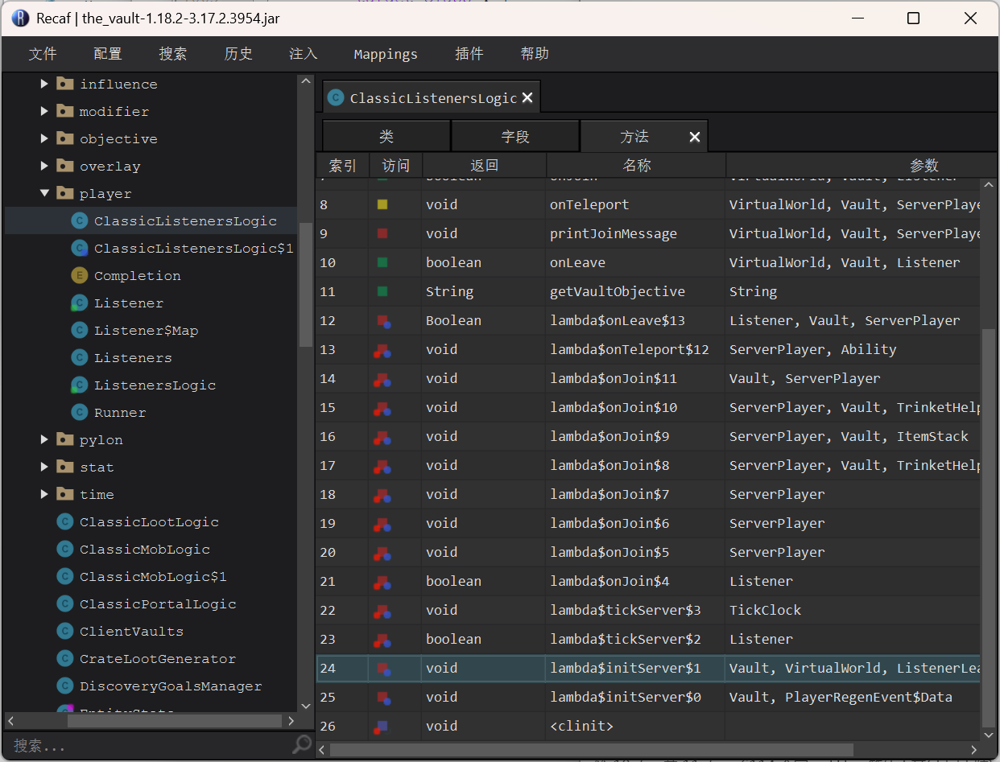 Recaf | the_vault-1.18.2-3.17.2.3954.jar
文件 配置 搜索 历史 注入 Mappings 插件 帮助
influence
modifier
objective
overlay
player
ClassicListenersLogic
ClassicListenersLogic$1
Completion
Listener
Listener$Map
Listeners
ListenersLogic
Runner
pylon
stat
time
ClassicLootLogic
ClassicMobLogic
ClassicMobLogic$1
ClassicPortalLogic
ClientVaults
CrateLootGenerator
DiscoveryGoalsManager
搜索...
ClassicListenersLogic
类 字段 方法
索引 访问 返回 名称 参数
8 void onTeleport VirtualWorld, Vault, ServerPlaye
9 void printJoinMessage VirtualWorld, Vault, ServerPlaye
10 boolean onLeave VirtualWorld, Vault, Listener
11 String getVaultObjective String
12 Boolean lambda$onLeave$13 Listener, Vault, ServerPlayer
13 void lambda$onTeleport$12 ServerPlayer, Ability
14 void lambda$onJoin$11 Vault, ServerPlayer
15 void lambda$onJoin$10 ServerPlayer, Vault, TrinketHelp
16 void lambda$onJoin$9 ServerPlayer, Vault, ItemStack
17 void lambda$onJoin$8 ServerPlayer, Vault, TrinketHelp
18 void lambda$onJoin$7 ServerPlayer
19 void lambda$onJoin$6 ServerPlayer
20 void lambda$onJoin$5 ServerPlayer
21 boolean lambda$onJoin$4 Listener
22 void lambda$tickServer$3 TickClock
23 boolean lambda$tickServer$2 Listener
24 void lambda$initServer$1 Vault, VirtualWorld, ListenerLea
25 void lambda$initServer$0 Vault, PlayerRegenEvent$Data
26 void <clinit>